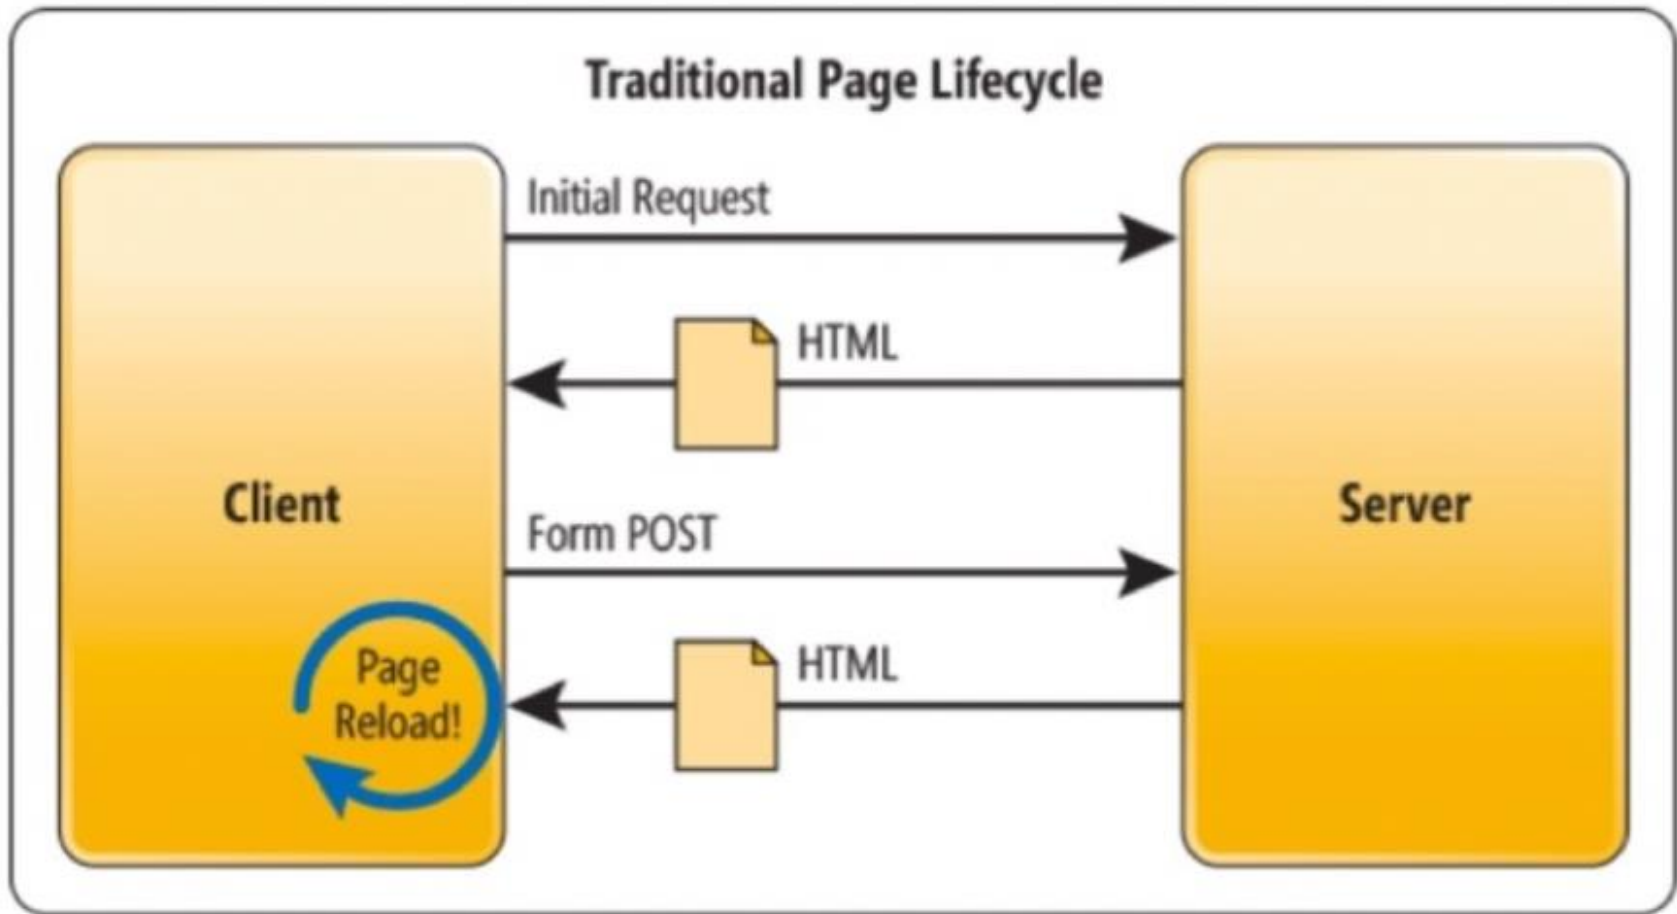 Traditional Page Lifecycle
Initial Request
HTML
Client
Server
Form POST
HTML
Page
Reload!